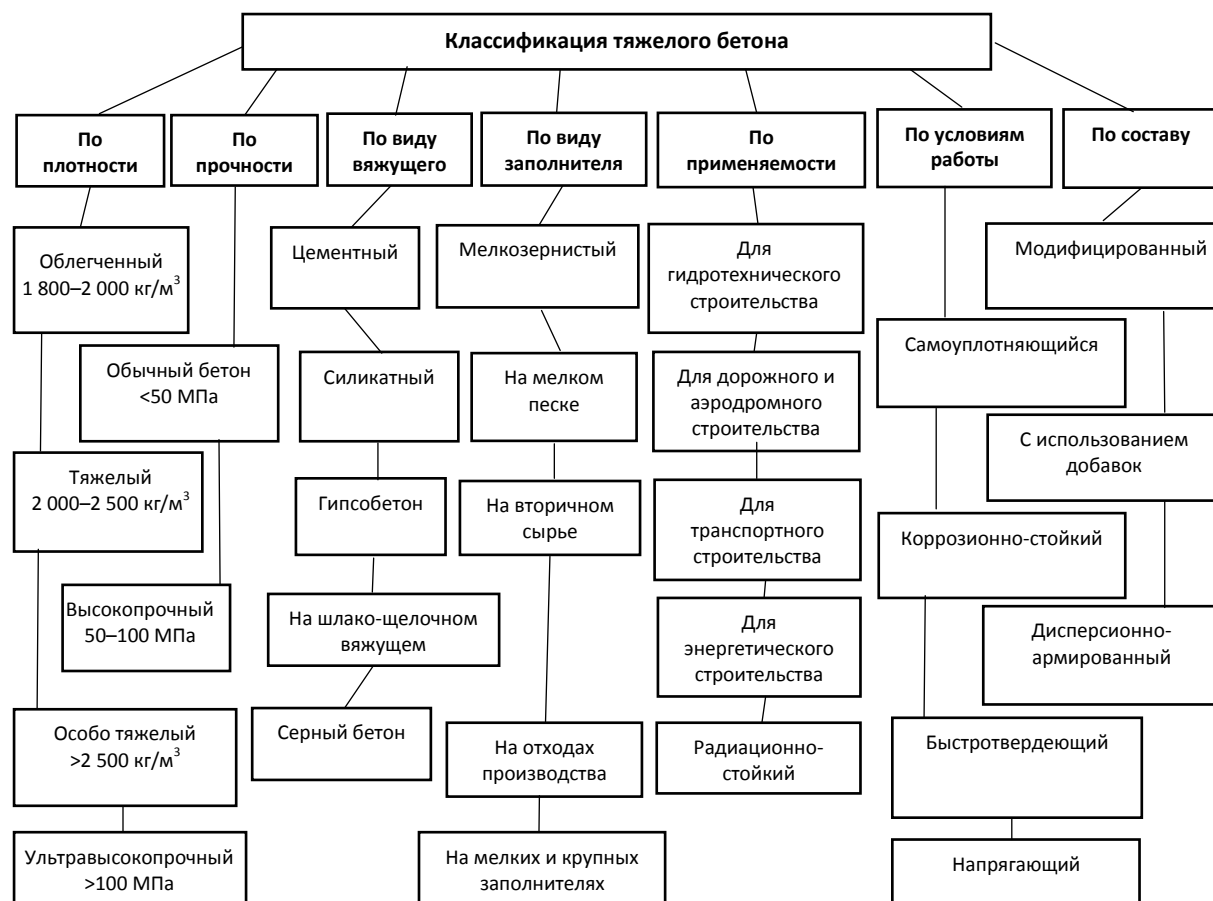 Классификация тяжелого бетона
По
плотности
По
прочности
По виду
вяжущего
По виду
заполнителя
По
применяемости
По условиям
работы
По составу
Облегченный
1 800–2 000 кг/м³
Тяжелый
2 000–2 500 кг/м³
Особо тяжелый
>2 500 кг/м³
Обычный бетон
<50 МПа
Высокопрочный
50–100 МПа
Ультравысокопрочный
>100 МПа
Цементный
Силикатный
Гипсобетон
На шлако-щелочном
вяжущем
Серный бетон
Мелкозернистый
На мелком
песке
На вторичном
сырье
На отходах
производства
На мелких и крупных
заполнителях
Для
гидротехнического
строительства
Для дорожного и
аэродромного
строительства
Для
транспортного
строительства
Для
энергетического
строительства
Радиационно-
стойкий
Самоуплотняющийся
Коррозионно-стойкий
Быстротвердеющий
Напрягающий
Модифицированный
С использованием
добавок
Дисперсионно-
армированный